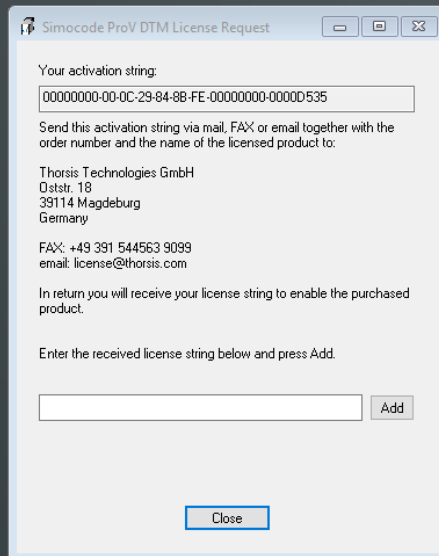 Simocode ProV DTM License Request
Your activation string:
00000000-00-0C-29-84-8B-FE-00000000-0000D535
Send this activation string via mail, FAX or email together with the
order number and the name of the licensed product to:
Thorsis Technologies GmbH
Oststr. 18
39114 Magdeburg
Germany
FAX: +49 391 544563 9099
email: license@thorsis.com
In return you will receive your license string to enable the purchased
product.
Enter the received license string below and press Add.
Add
Close